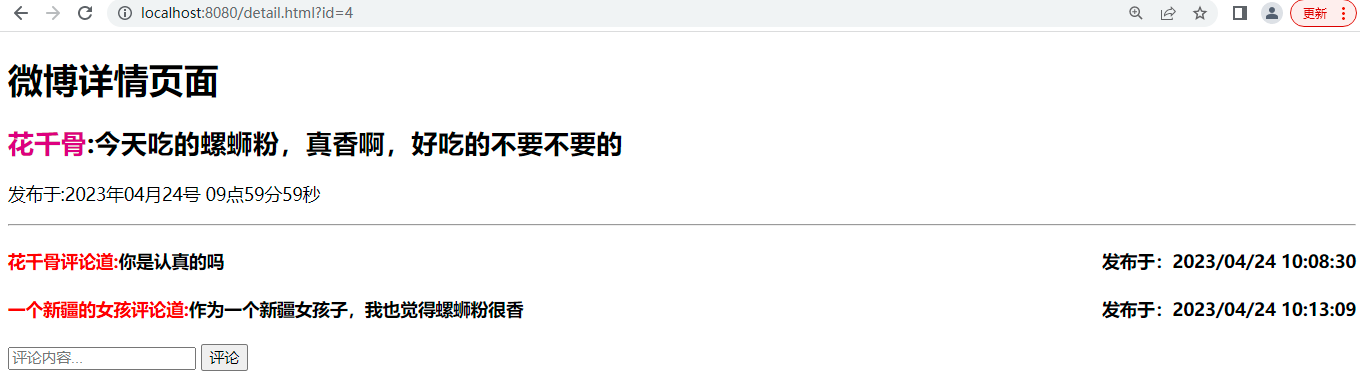 localhost:8080/detail.html?id=4 更新
微博详情页面
花千骨:今天吃的螺蛳粉，真香啊，好吃的不要不要的
发布于:2023年04月24号 09点59分59秒
花千骨评论道:你是认真的吗 发布于：2023/04/24 10:08:30
一个新疆的女孩评论道:作为一个新疆女孩子，我也觉得螺蛳粉很香 发布于：2023/04/24 10:13:09
评论内容... 评论